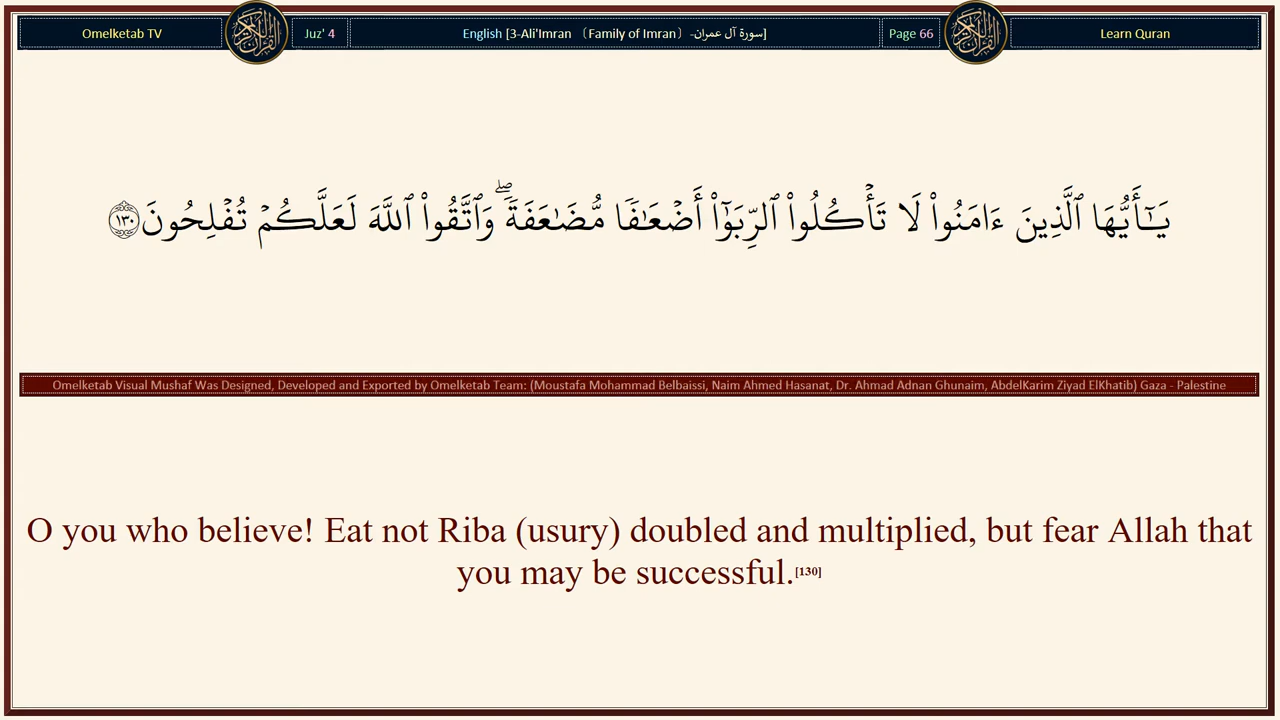 Omelketab TV
Juz' 4
English [3-Ali'Imran 〔Family of Imran〕-سورة آل عمران]
Page 66
Learn Quran
يَـٰٓأَيُّهَا ٱلَّذِينَ ءَامَنُوا۟ لَا تَأْكُلُوا۟ ٱلرِّبَوٰٓا۟ أَضْعَـٰفًا مُّضَـٰعَفَةً ۖ وَٱتَّقُوا۟ ٱللَّهَ لَعَلَّكُمْ تُفْلِحُونَ ١٣٠
Omelketab Visual Mushaf Was Designed, Developed and Exported by Omelketab Team: (Moustafa Mohammad Belbaissi, Naim Ahmed Hasanat, Dr. Ahmad Adnan Ghunaim, AbdelKarim Ziyad ElKhatib) Gaza - Palestine
O you who believe! Eat not Riba (usury) doubled and multiplied, but fear Allah that
you may be successful.[130]